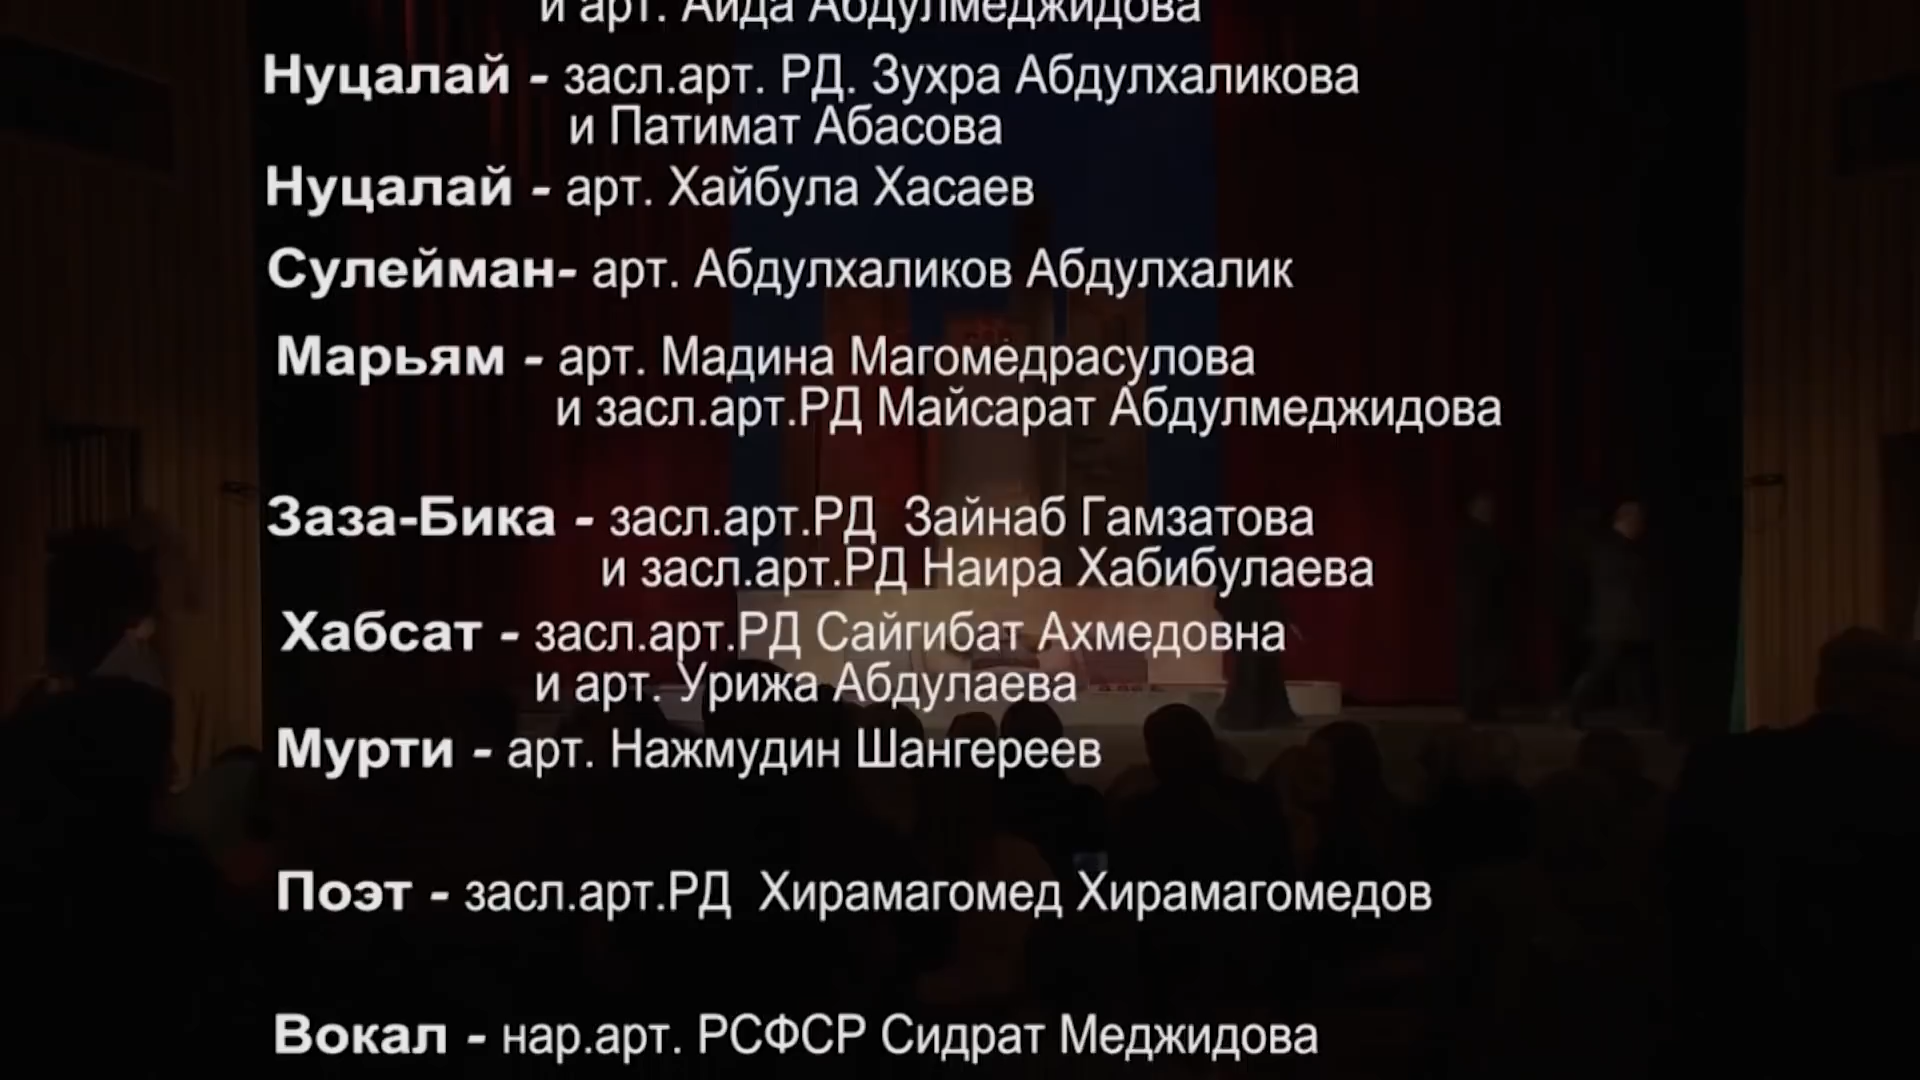 и арт. Аида Абдулмеджидова
Нуцалай - засл.арт. РД. Зухра Абдулхаликова
и Патимат Абасова
Нуцалай - арт. Хайбула Хасаев
Сулейман- арт. Абдулхаликов Абдулхалик
Марьям - арт. Мадина Магомедрасулова
и засл.арт.РД Майсарат Абдулмеджидова
Заза-Бика - засл.арт.РД Зайнаб Гамзатова
и засл.арт.РД Наира Хабибулаева
Хабсат - засл.арт.РД Сайгибат Ахмедовна
и арт. Урижа Абдулаева
Мурти - арт. Нажмудин Шангереев
Поэт - засл.арт.РД Хирамагомед Хирамагомедов
Вокал - нар.арт. РСФСР Сидрат Меджидова